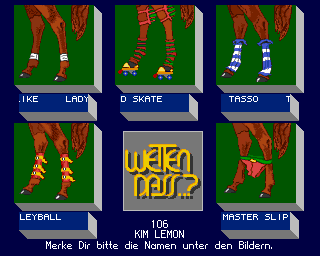 IKE LADY
D SKATE
TASSO T
LEYBALL
WETTEN DASS..?
MASTER SLIP
106
KIM LEMON
Merke Dir bitte die Namen unter den Bildern.